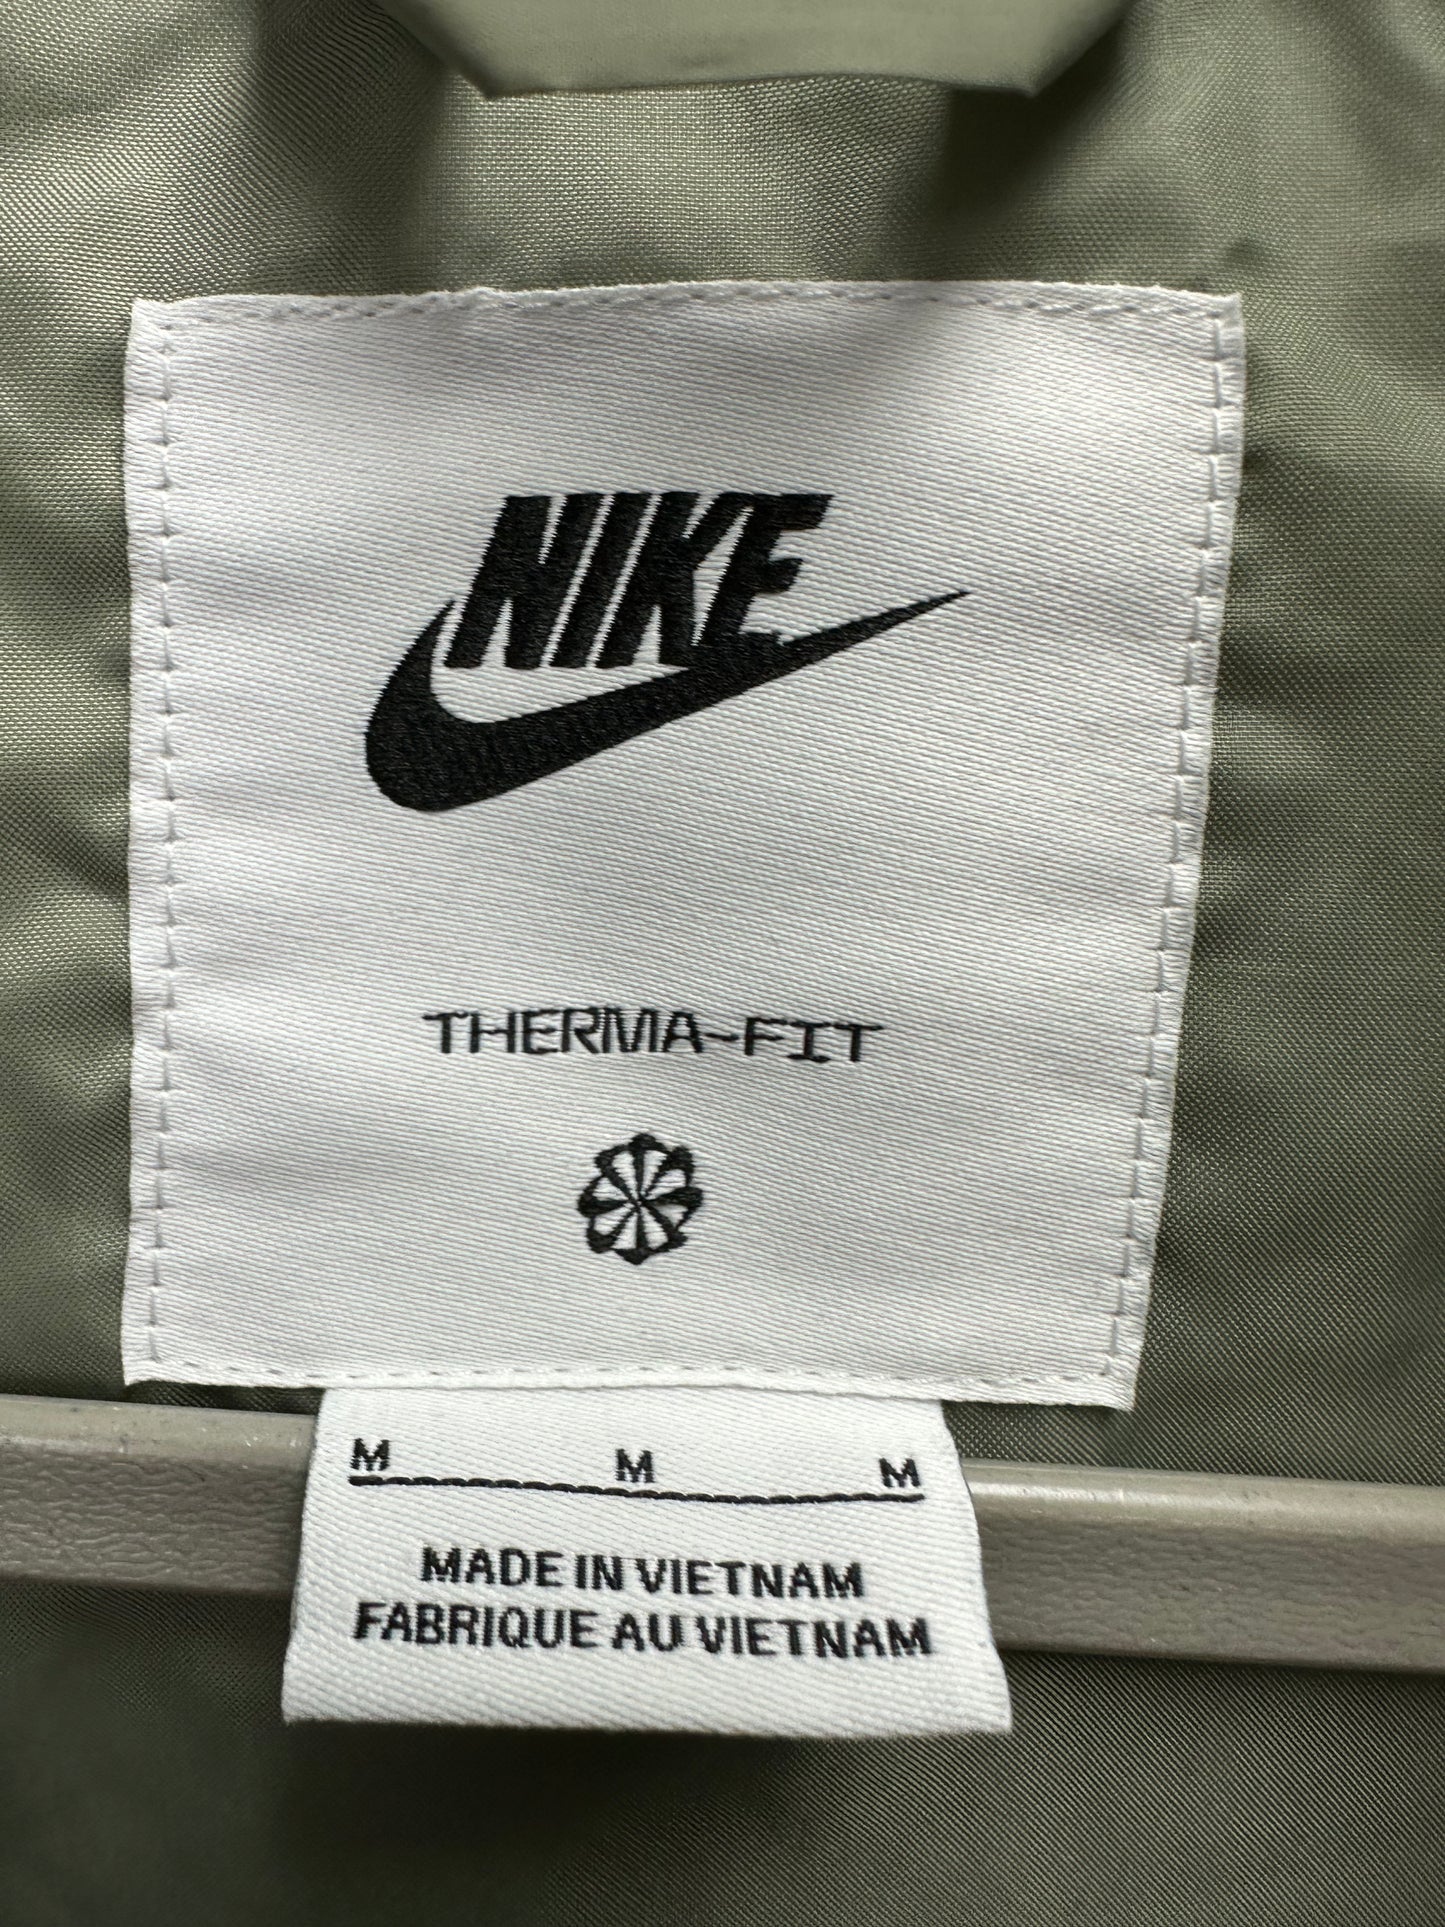 NIKE
THERMA-FIT
M M M
MADE IN VIETNAM
FABRIQUE AU VIETNAM